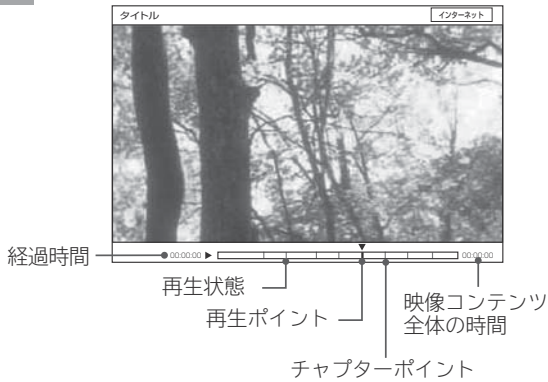 タイトル
インターネット
経過時間
00:00:00
00:00:00
再生状態
再生ポイント
映像コンテンツ
全体の時間
チャプターポイント